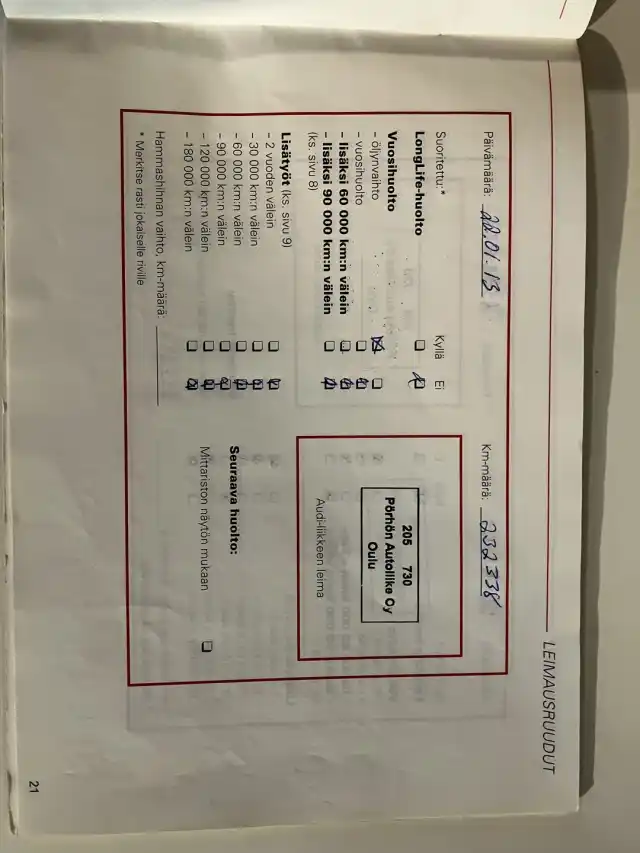 LEIMAUSRUUDUT
Päivämäärä: 22.01.13
Km-määrä: 232338
Suoritettu:* Kyllä Ei
LongLife-huolto
Vuosihuolto
- öljynvaihto
- vuosihuolto
- lisäksi 60 000 km:n välein
- lisäksi 90 000 km:n välein
(ks. sivu 8)
205 730
Pörhön Autoliike Oy
Oulu
Audi-liikkeen leima
Lisätyöt (ks. sivu 9)
- 2 vuoden välein
- 30 000 km:n välein
- 60 000 km:n välein
- 90 000 km:n välein
- 120 000 km:n välein
- 180 000 km:n välein
Seuraava huolto:
Mittariston näytön mukaan
Hammashihnan vaihto, km-määrä:
* Merkitse rasti jokaiselle riville
21